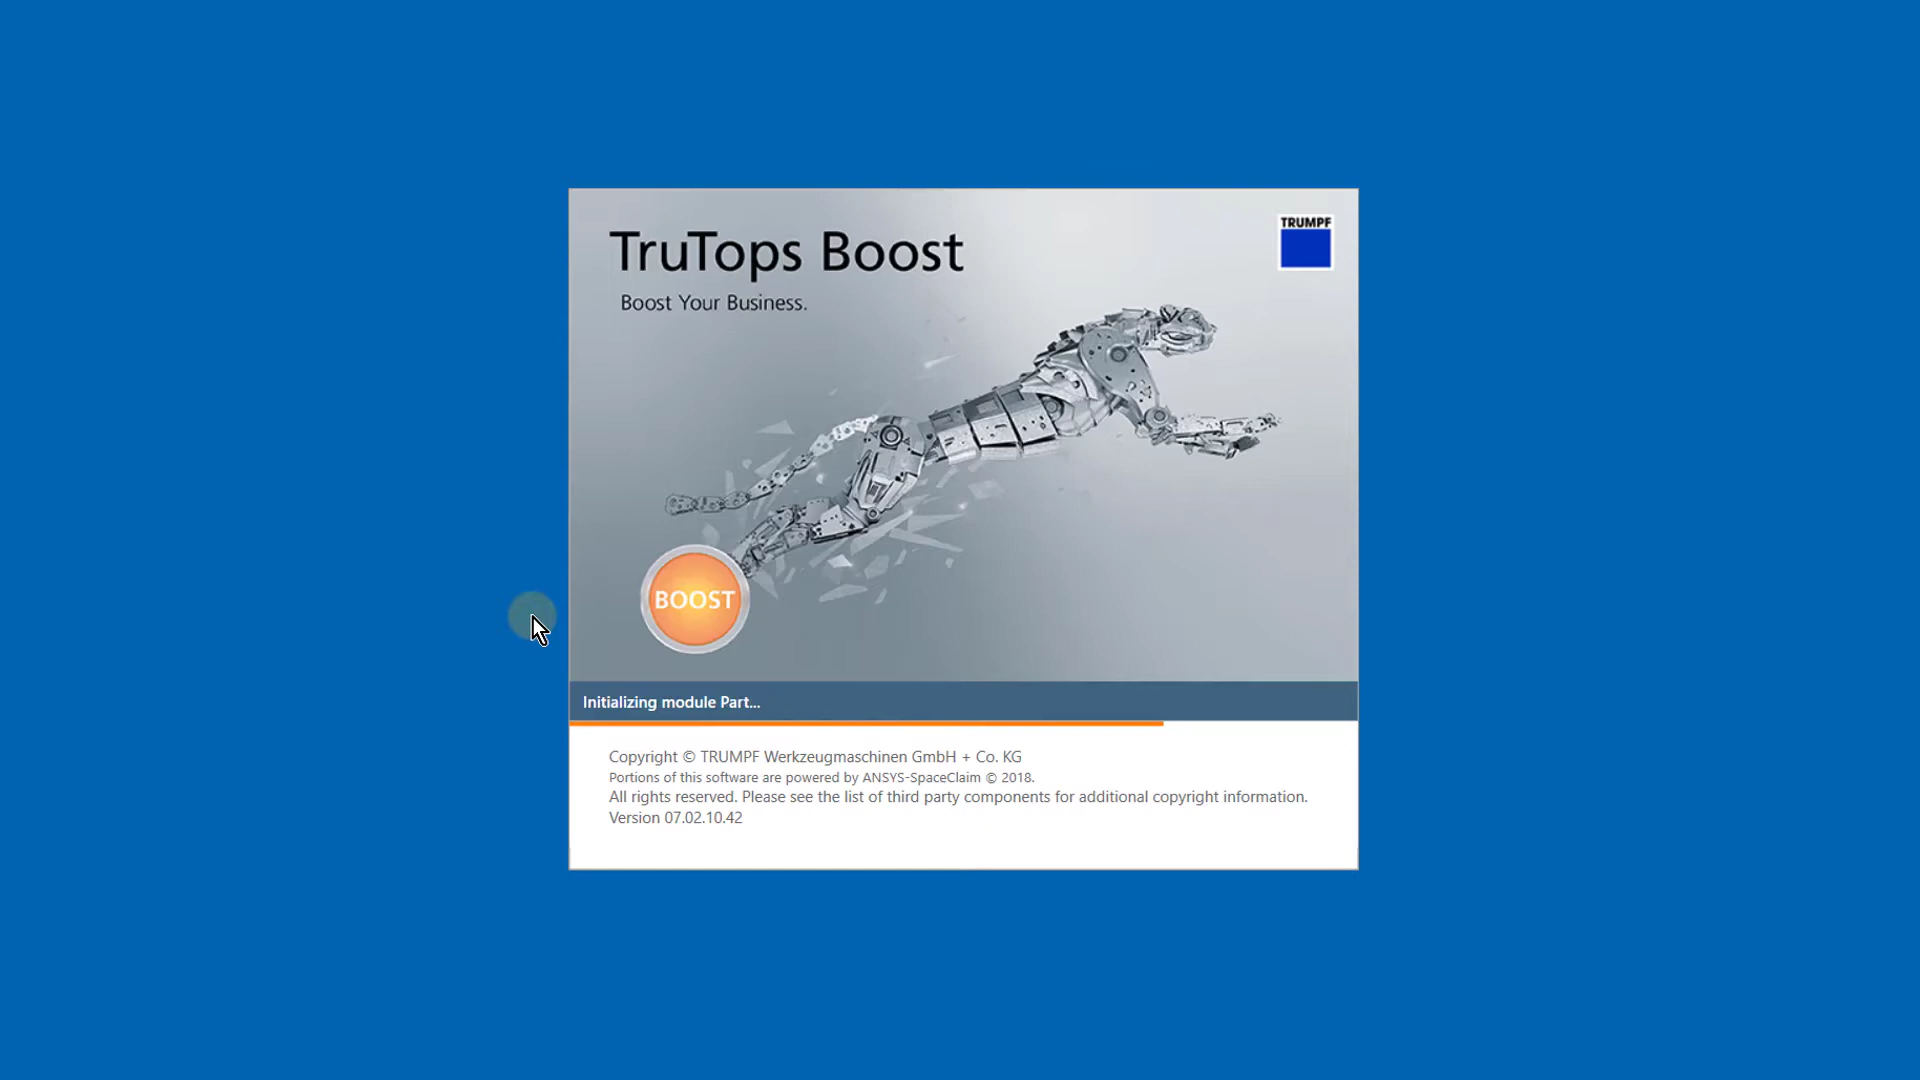 TruTops Boost
TRUMPF
Boost Your Business.
BOOST
Initializing module Part...
Copyright © TRUMPF Werkzeugmaschinen GmbH + Co. KG
Portions of this software are powered by ANSYS-SpaceClaim © 2018.
All rights reserved. Please see the list of third party components for additional copyright information.
Version 07.02.10.42